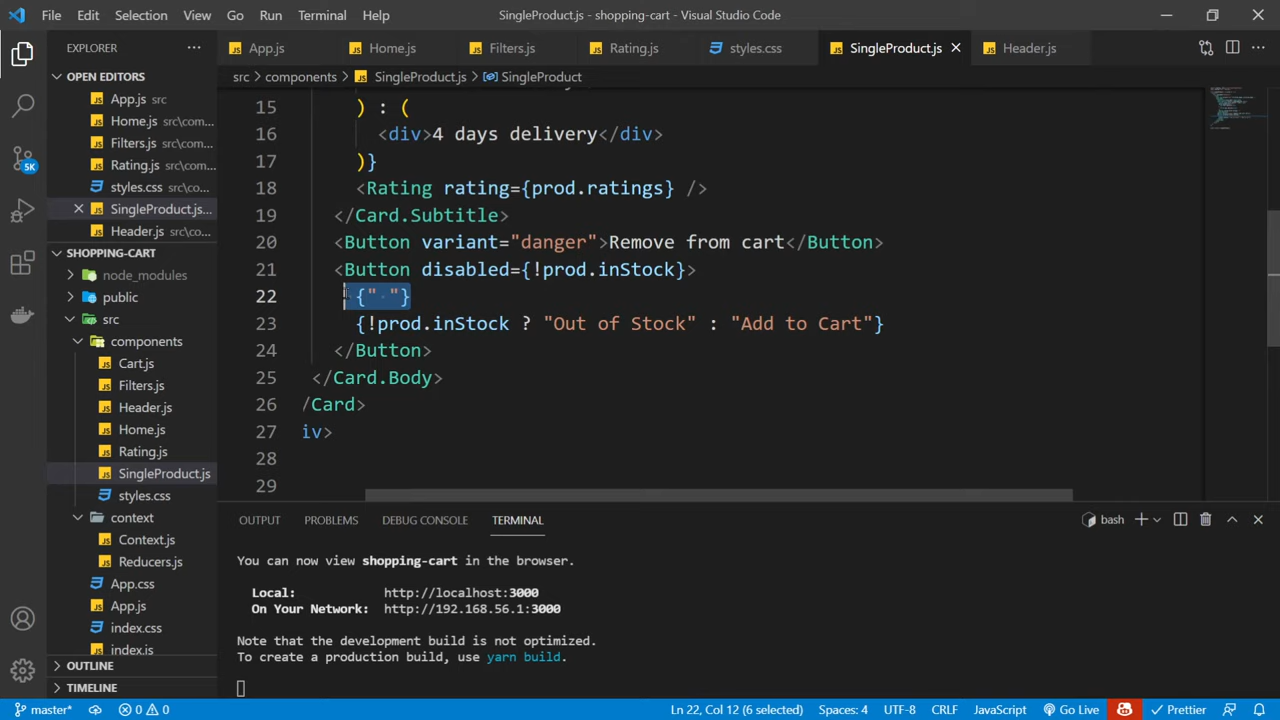 File Edit Selection View Go Run Terminal Help SingleProduct.js - shopping-cart - Visual Studio Code
EXPLORER
App.js Home.js Filters.js Rating.js styles.css SingleProduct.js Header.js
src > components > SingleProduct.js > SingleProduct
OPEN EDITORS
App.js src
Home.js src\com...
Filters.js src\com...
Rating.js src\com...
styles.css src\co...
SingleProduct.js...
Header.js src\co...
SHOPPING-CART
node_modules
public
src
components
Cart.js
Filters.js
Header.js
Home.js
Rating.js
SingleProduct.js
styles.css
context
Context.js
Reducers.js
App.css
App.js
index.css
index.js
OUTLINE
TIMELINE
5K
15 ) : (
16 <div>4 days delivery</div>
17 )}
18 <Rating rating={prod.ratings} />
19 </Card.Subtitle>
20 <Button variant="danger">Remove from cart</Button>
21 <Button disabled={!prod.inStock}>
22 {" "}
23 {!prod.inStock ? "Out of Stock" : "Add to Cart"}
24 </Button>
25 </Card.Body>
26 /Card>
27 iv>
28
29
OUTPUT PROBLEMS DEBUG CONSOLE TERMINAL bash
You can now view shopping-cart in the browser.
Local: http://localhost:3000
On Your Network: http://192.168.56.1:3000
Note that the development build is not optimized.
To create a production build, use yarn build.
master* 0 0 Ln 22, Col 12 (6 selected) Spaces: 4 UTF-8 CRLF JavaScript Go Live Prettier